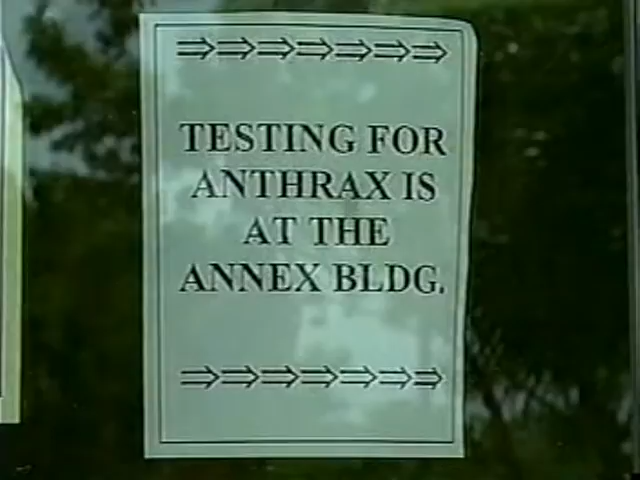 ⇒⇒⇒⇒⇒⇒⇒
TESTING FOR
ANTHRAX IS
AT THE
ANNEX BLDG.
⇒⇒⇒⇒⇒⇒⇒